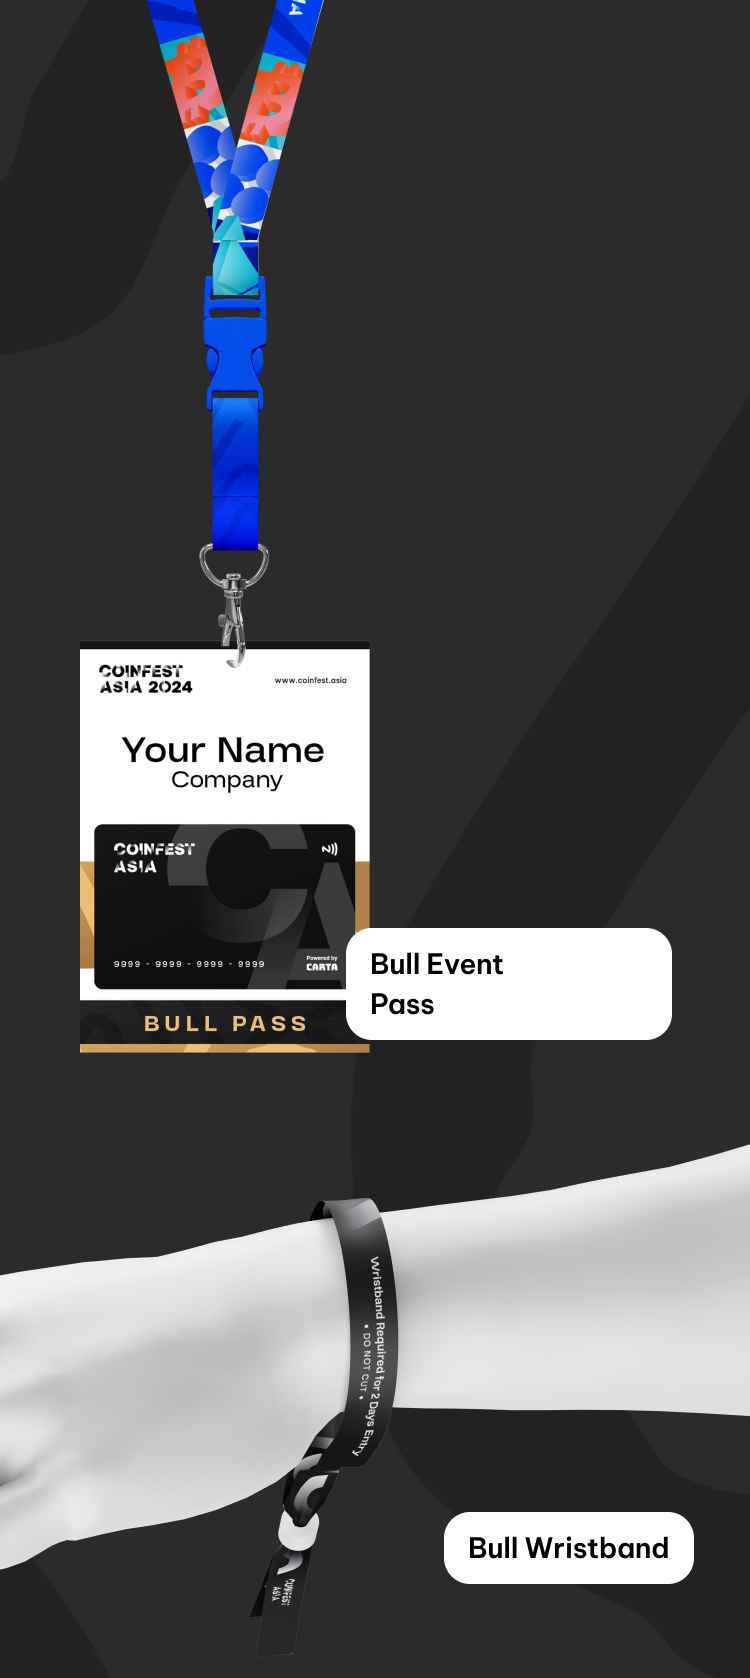 IA
COINFEST
ASIA 2024
www.coinfest.asia
Your Name
Company
COINFEST
ASIA
9999 - 9999 - 9999 - 9999
Powered by
CARTA
BULL PASS
Bull Event
Pass
Wristband Required for 2 Days Entry
• DO NOT CUT •
COINFEST
ASIA
Bull Wristband